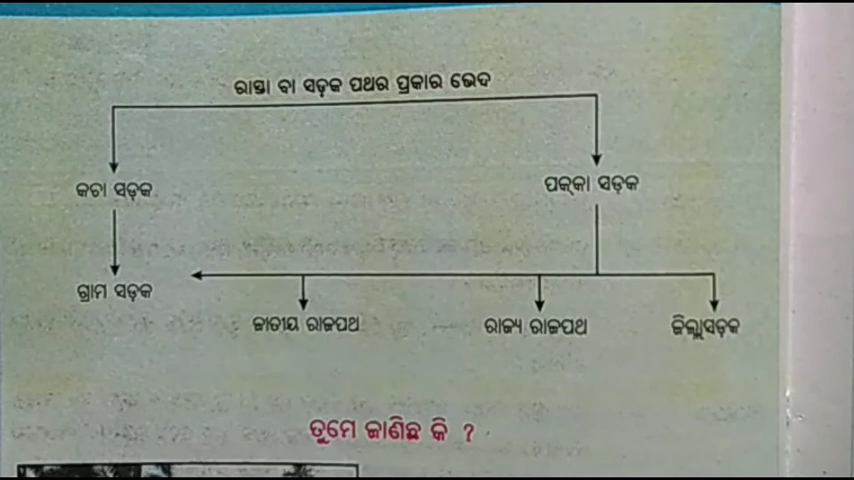 ରାସ୍ତା ବା ସଡ଼କ ପଥର ପ୍ରକାର ଭେଦ
କଚା ସଡ଼କ
ପକ୍‌କା ସଡ଼କ
ଗ୍ରାମ ସଡ଼କ
ଜାତୀୟ ରାଜପଥ
ରାଜ୍ୟ ରାଜପଥ
ଜିଲ୍ଲାସଡ଼କ
ତୁମେ ଜାଣିଛ କି ?